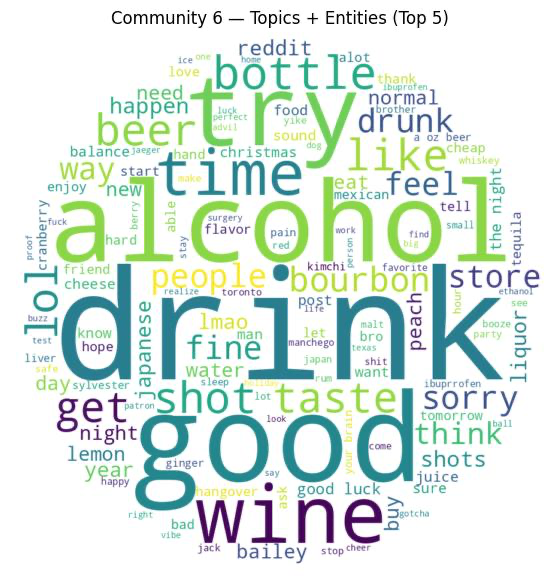 Community 6 — Topics + Entities (Top 5)
reddit
ice one home alot
love bottle thank
need luck food ibuprofen
happen perfect try brother normal
beer advil sound yike drunk
balance jaeger hand christmas dog a oz beer cheap
way start time like whiskey
enjoy new make eat feel
able mexican tell the night
fuck cranberry berry alcohol small tequila
hard stay surgery flavor pain red work person find big
proof friend kimchi favorite
cheese people bourbon store
lol realize toronto post life hour ethanol
buzz drink see
test know lmao man let malt bro peach booze party
hope japanese fine manchego texas liquor
liver water japan shit want
safe day sylvester sleep holiday rum ibuprrofen
get patron shot lot taste sorry
night look your brain tomorrow ball
lemon good come think
year ginger say shots
happy hangover ask good luck juice sure
right bad wine buy gotcha
vibe jack bailey stop cheer